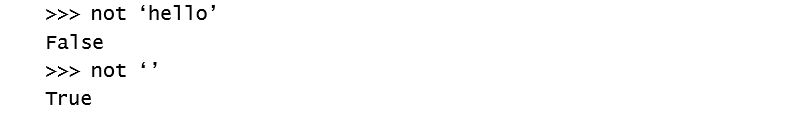 >>> not ‘hello’
False
>>> not ‘’
True